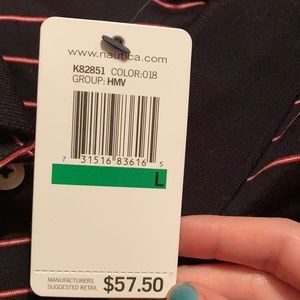 www.nautica.com
K82851 COLOR:018
GROUP: HMV
7 31516 83616 5
L
MANUFACTURERS
SUGGESTED RETAIL $57.50